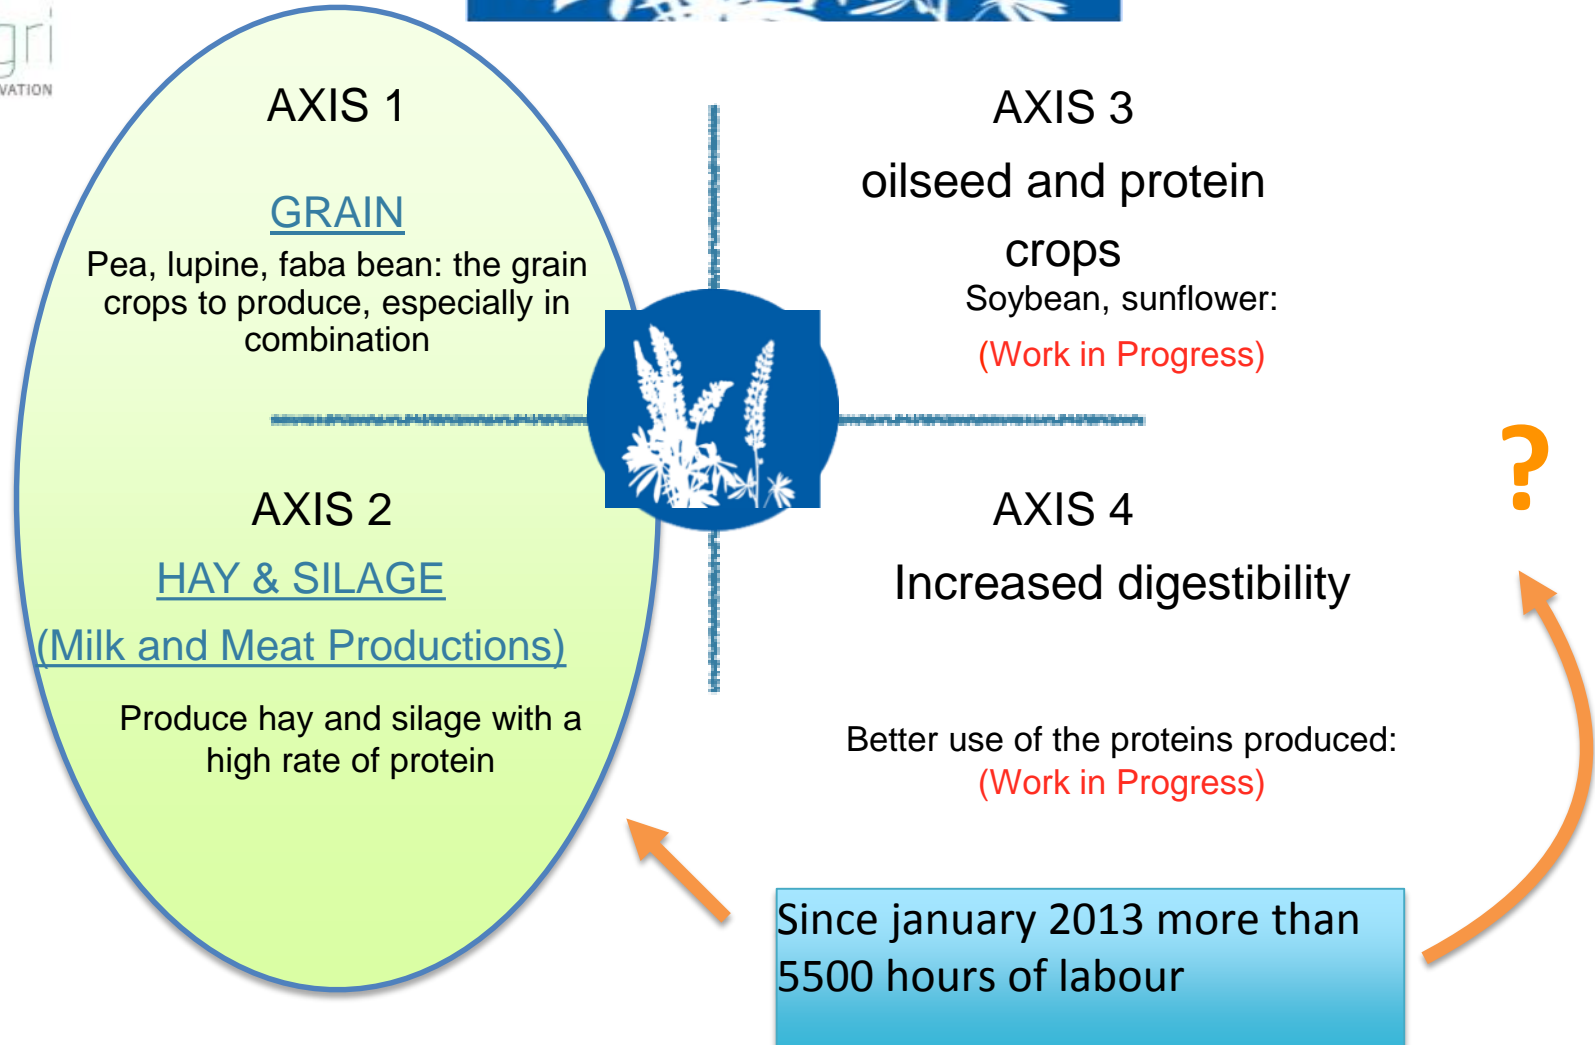 gri
VATION
AXIS 1
GRAIN
Pea, lupine, faba bean: the grain
crops to produce, especially in
combination
AXIS 2
HAY & SILAGE
(Milk and Meat Productions)
Produce hay and silage with a
high rate of protein
AXIS 3
oilseed and protein
crops
Soybean, sunflower:
(Work in Progress)
AXIS 4
Increased digestibility
Better use of the proteins produced:
(Work in Progress)
?
Since january 2013 more than
5500 hours of labour